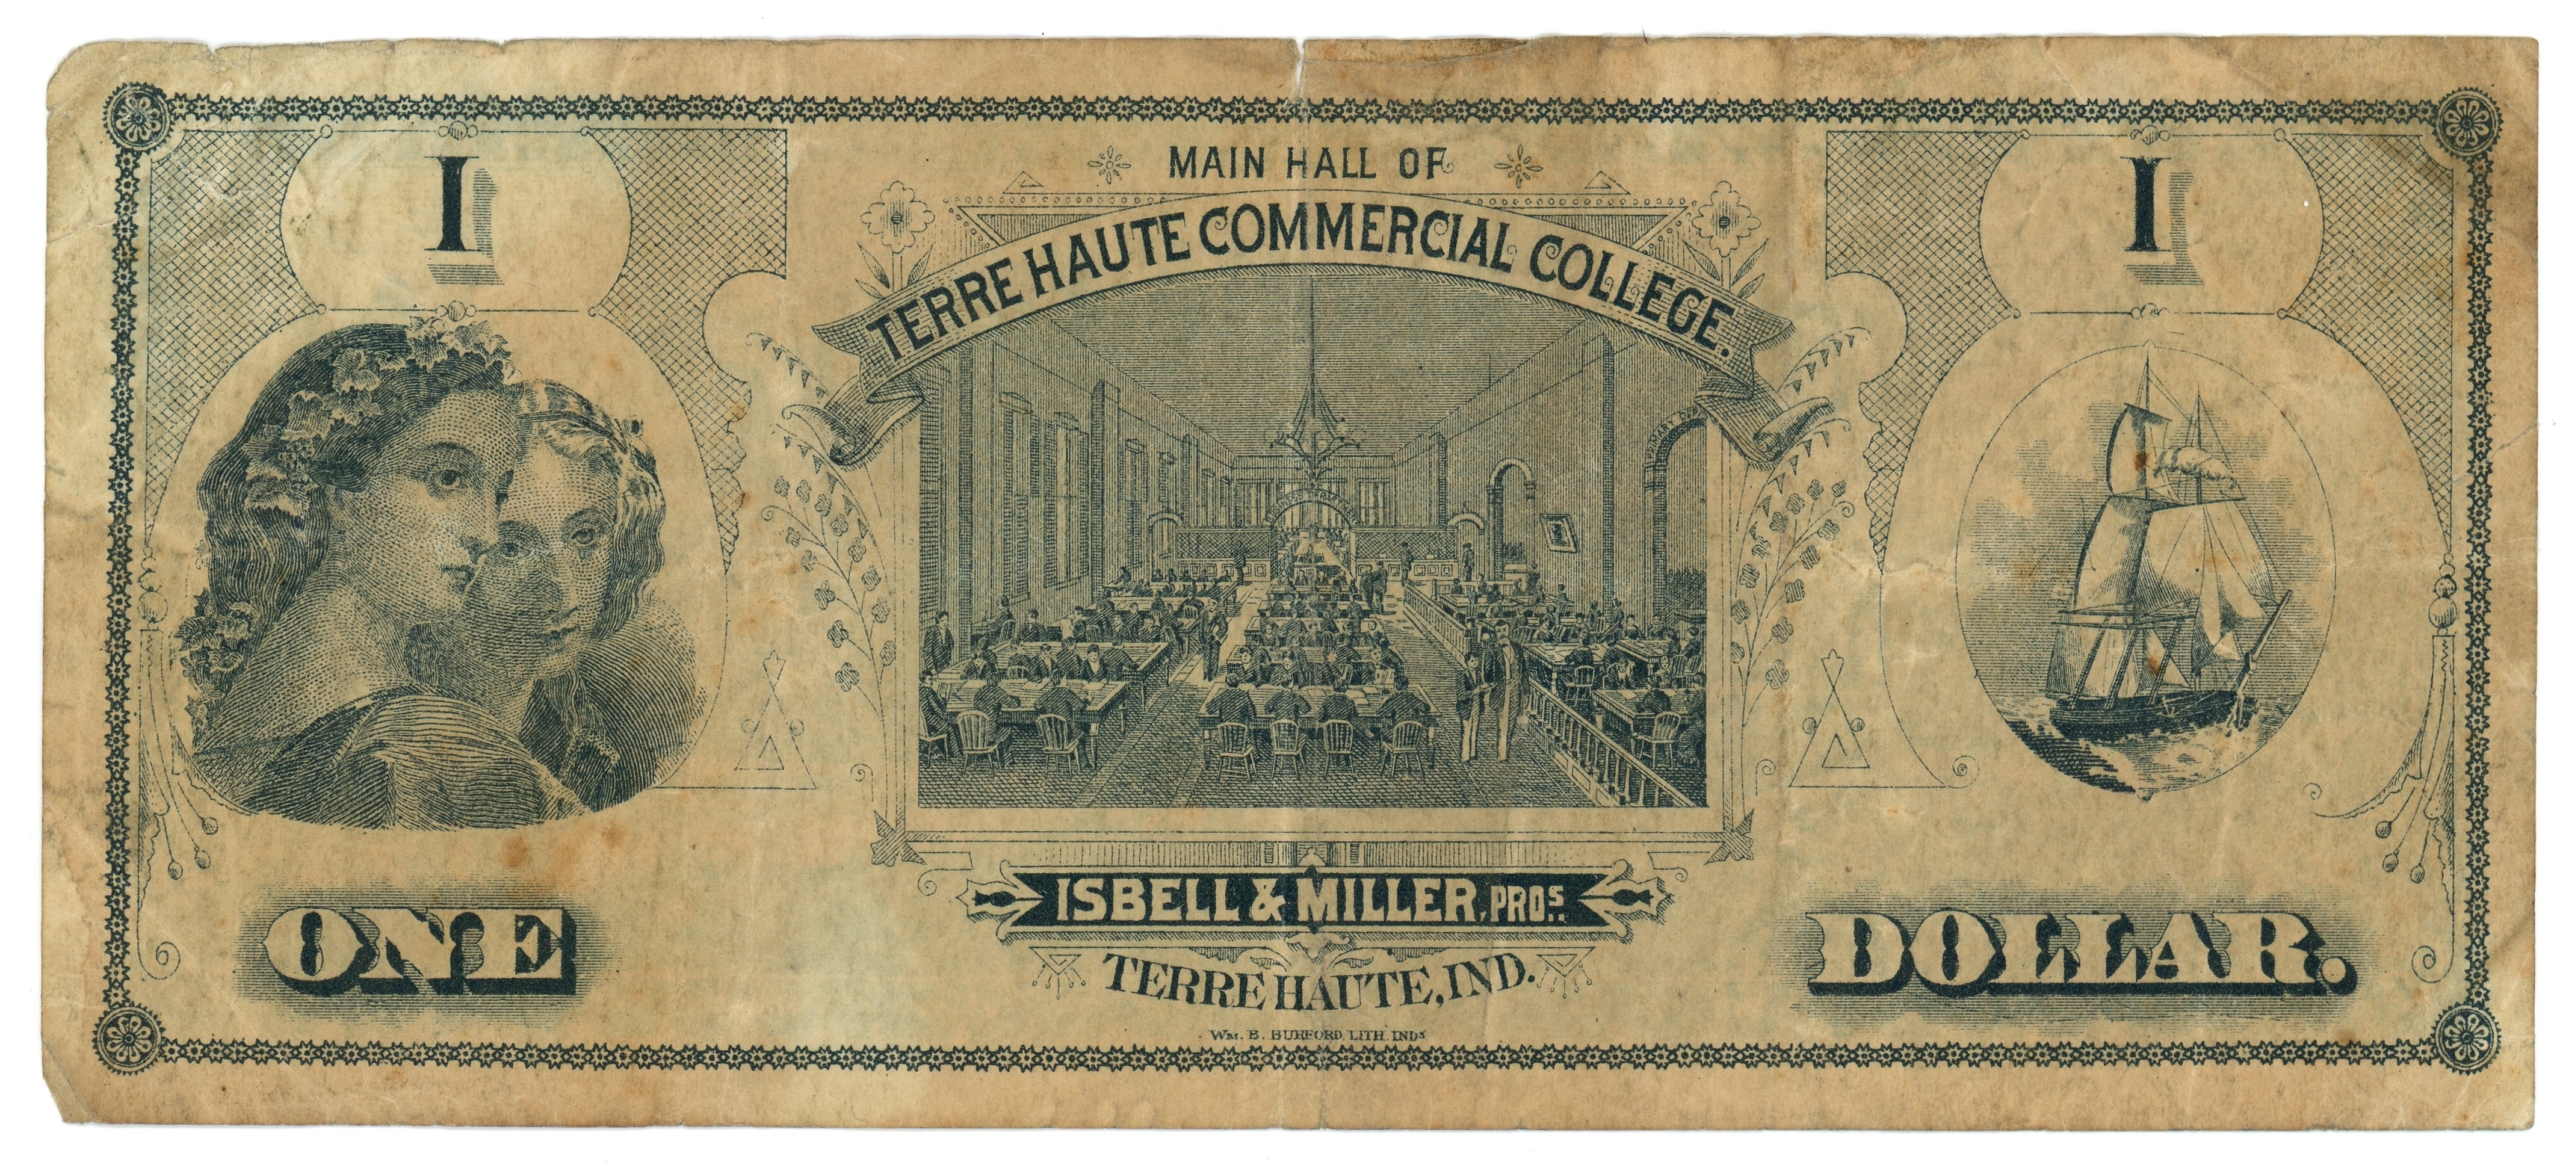 I
MAIN HALL OF
I
TERRE HAUTE COMMERCIAL COLLEGE.
ISBELL & MILLER, PROS.
ONE
DOLLAR.
TERRE HAUTE, IND.
WM. B. BURFORD, LITH. INDS